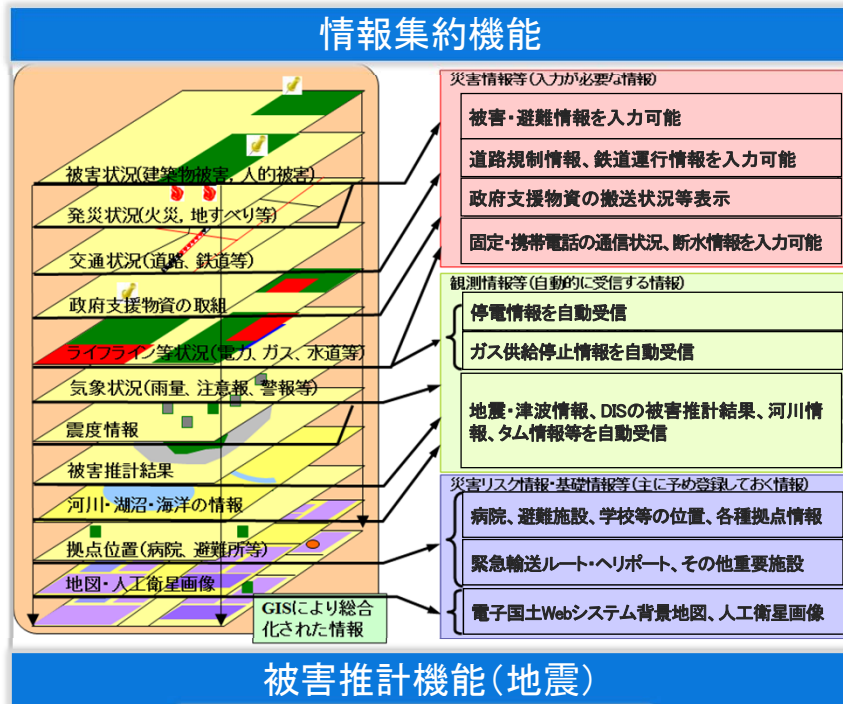 情報集約機能
被害状況(建築物被害, 人的被害)
発災状況(火災, 地すべり等)
交通状況(道路、鉄道等)
政府支援物資の取組
ライフライン等状況(電力、ガス、水道等)
気象状況(雨量、注意報、警報等)
震度情報
被害推計結果
河川・湖沼・海洋の情報
拠点位置(病院、避難所等)
地図・人工衛星画像
GISにより総合
化された情報
災害情報等(入力が必要な情報)
被害・避難情報を入力可能
道路規制情報、鉄道運行情報を入力可能
政府支援物資の搬送状況等表示
固定・携帯電話の通信状況、断水情報を入力可能
観測情報等(自動的に受信する情報)
停電情報を自動受信
ガス供給停止情報を自動受信
地震・津波情報、DISの被害推計結果、河川情
報、タム情報等を自動受信
災害リスク情報・基礎情報等(主に予め登録しておく情報)
病院、避難施設、学校等の位置、各種拠点情報
緊急輸送ルート・ヘリポート、その他重要施設
電子国土Webシステム背景地図、人工衛星画像
被害推計機能(地震)